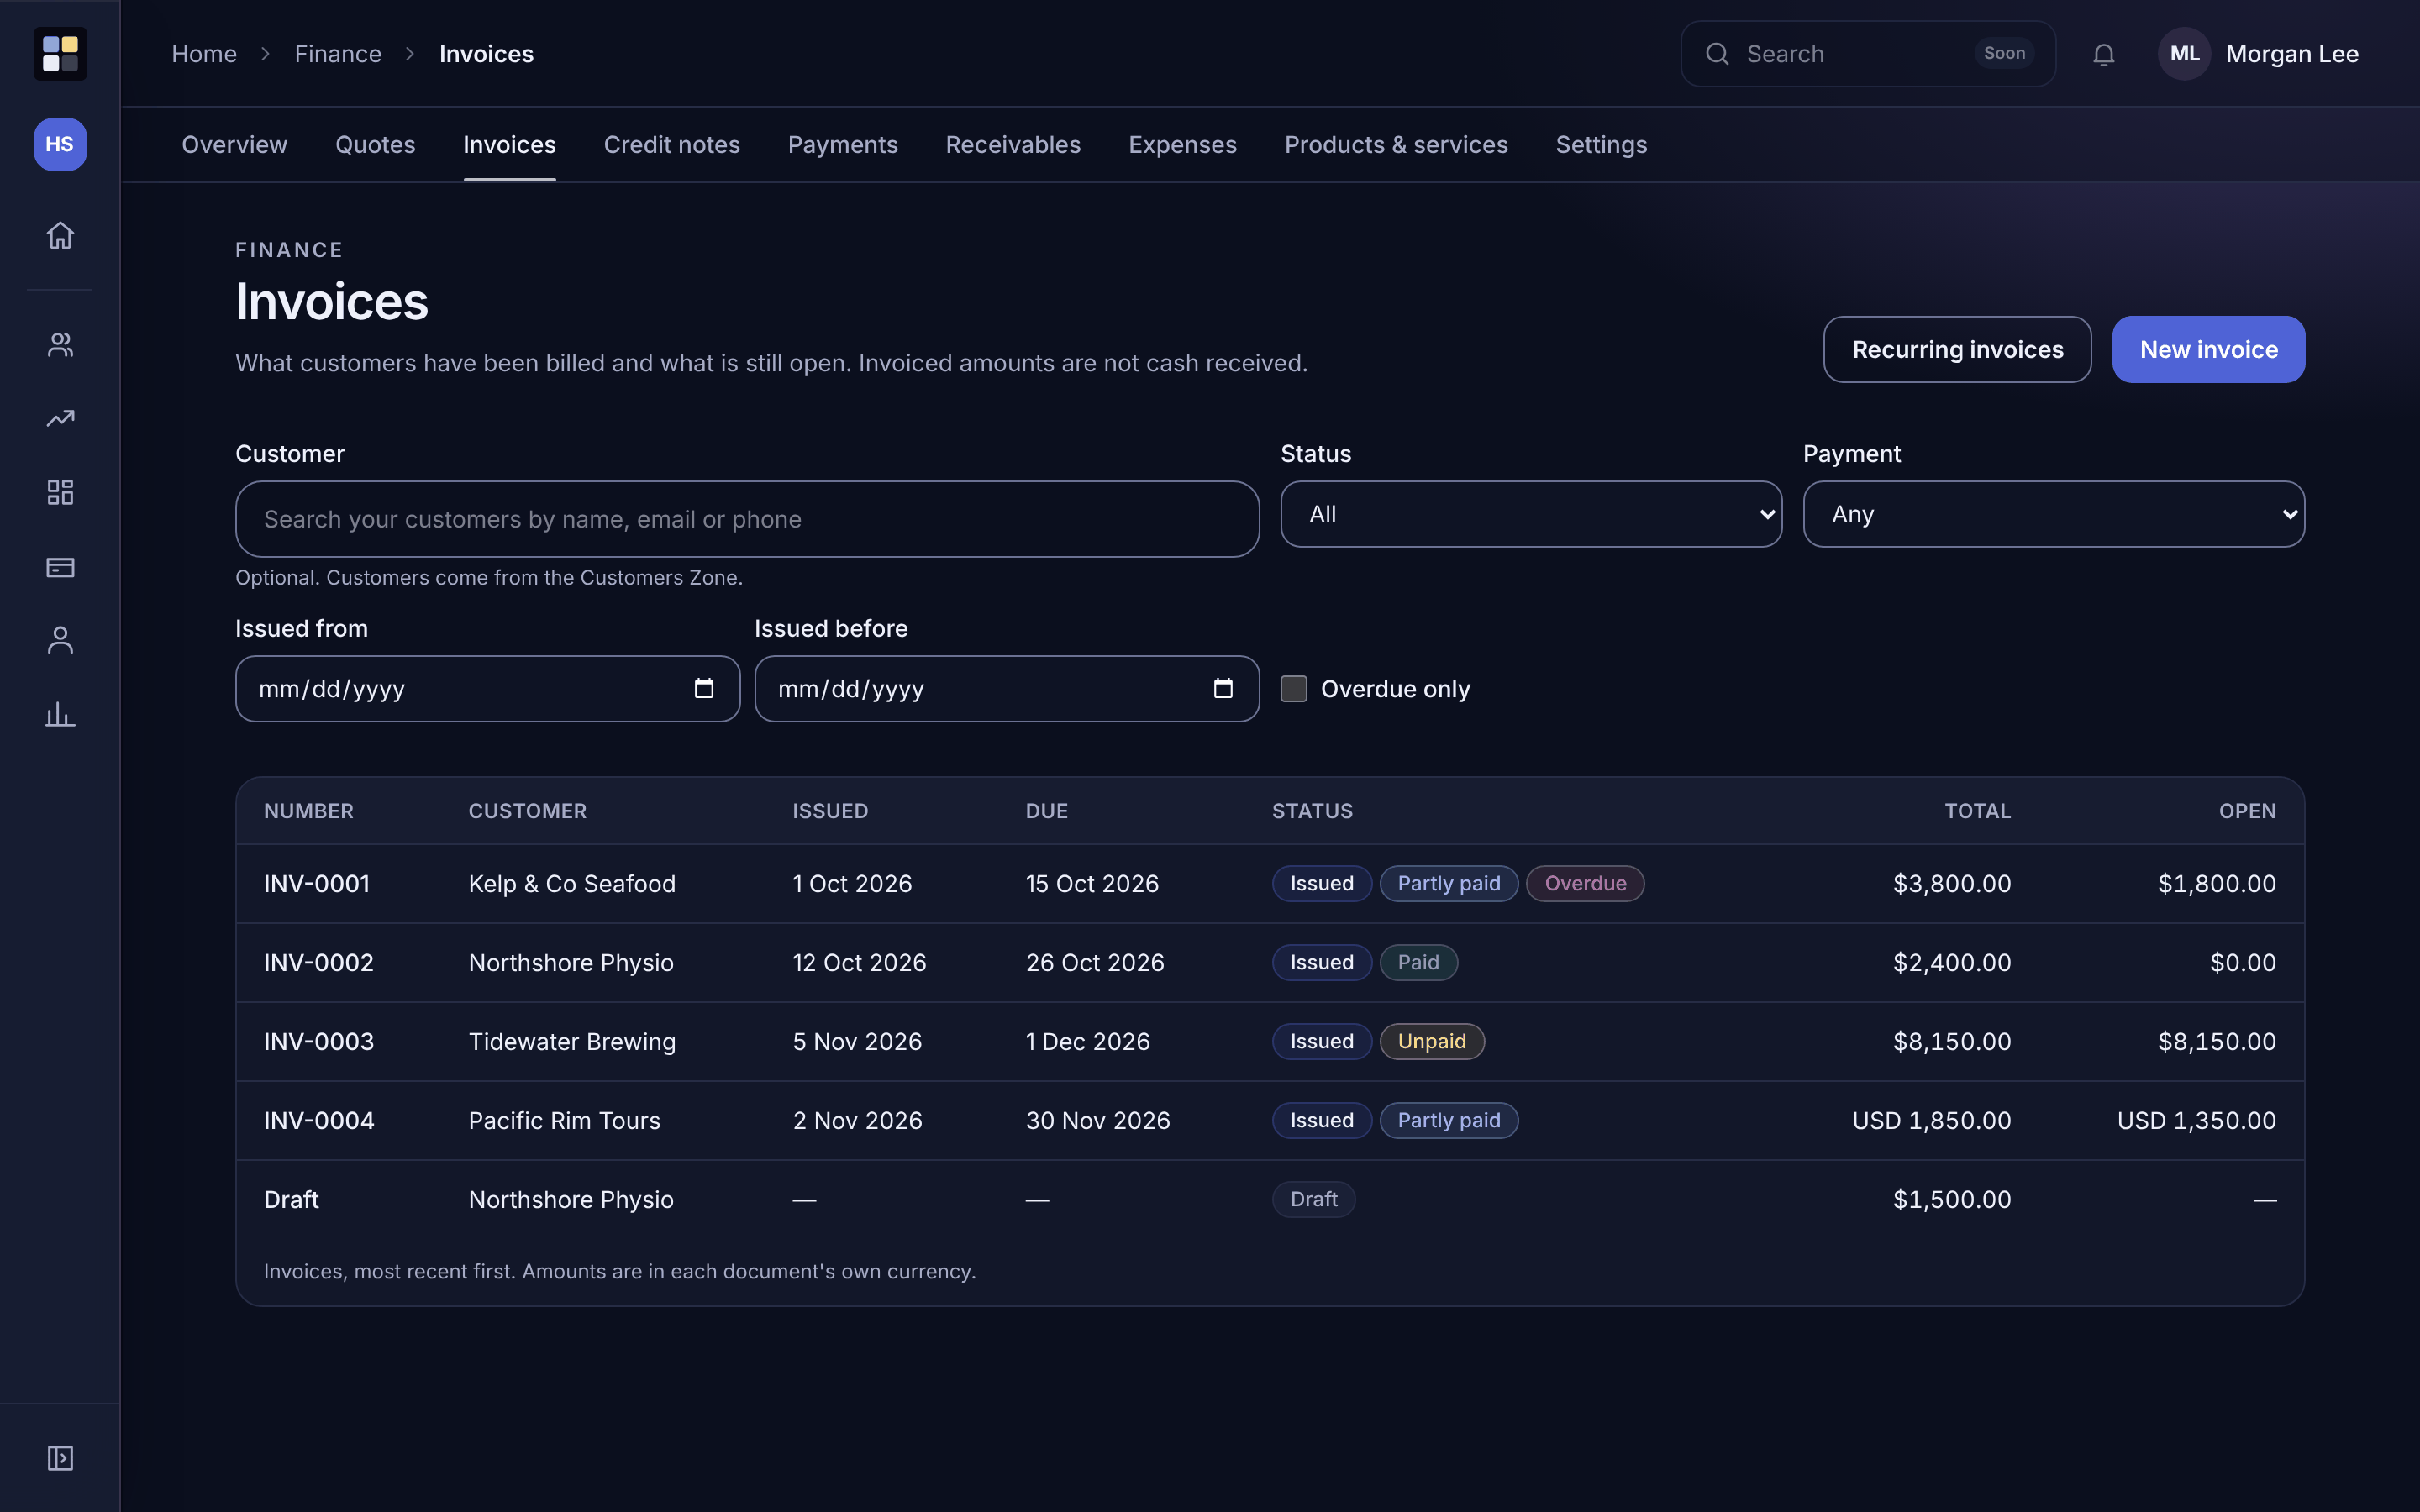 Home > Finance > Invoices
Search Soon
ML Morgan Lee
HS
Overview Quotes Invoices Credit notes Payments Receivables Expenses Products & services Settings
FINANCE
Invoices
What customers have been billed and what is still open. Invoiced amounts are not cash received.
Recurring invoices New invoice
Customer Status Payment
Search your customers by name, email or phone All Any
Optional. Customers come from the Customers Zone.
Issued from Issued before
mm/dd/yyyy mm/dd/yyyy Overdue only
NUMBER CUSTOMER ISSUED DUE STATUS TOTAL OPEN
INV-0001 Kelp & Co Seafood 1 Oct 2026 15 Oct 2026 Issued Partly paid Overdue $3,800.00 $1,800.00
INV-0002 Northshore Physio 12 Oct 2026 26 Oct 2026 Issued Paid $2,400.00 $0.00
INV-0003 Tidewater Brewing 5 Nov 2026 1 Dec 2026 Issued Unpaid $8,150.00 $8,150.00
INV-0004 Pacific Rim Tours 2 Nov 2026 30 Nov 2026 Issued Partly paid USD 1,850.00 USD 1,350.00
Draft Northshore Physio — — Draft $1,500.00 —
Invoices, most recent first. Amounts are in each document's own currency.